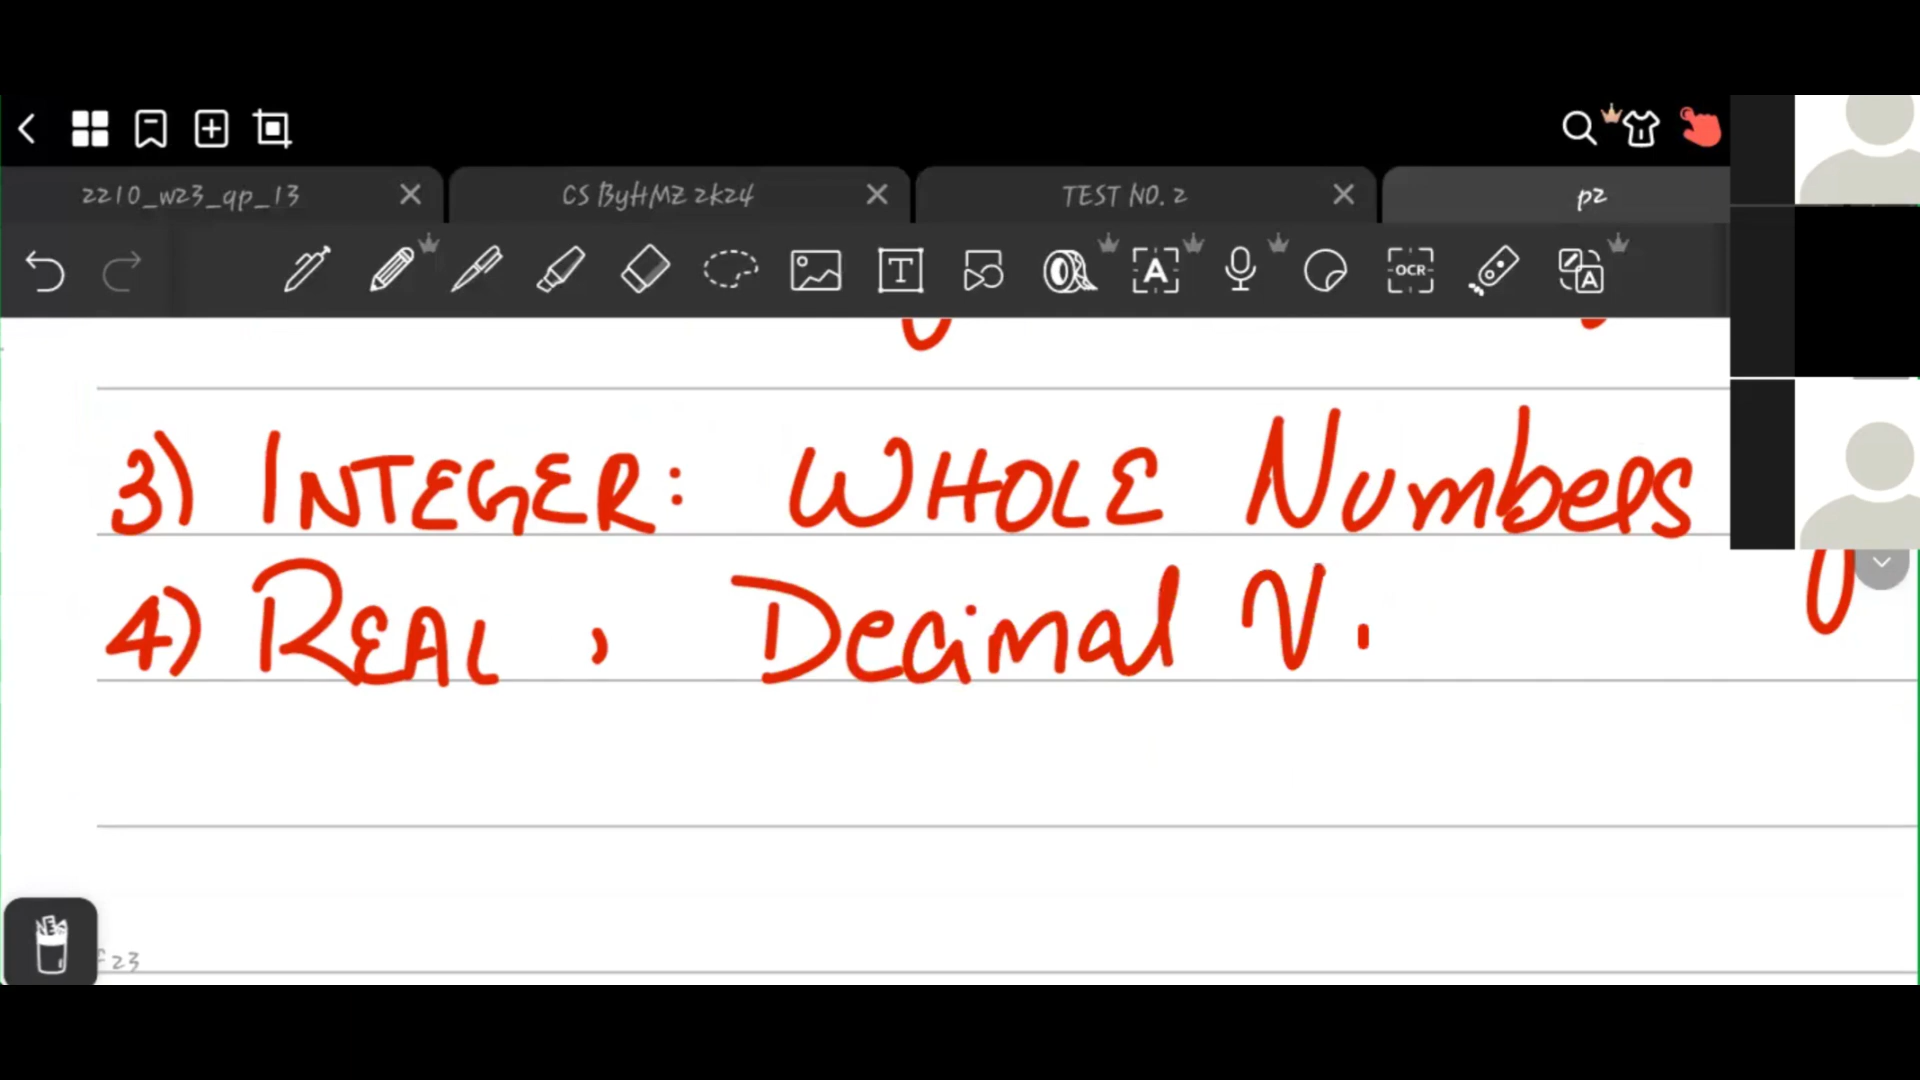 2210_w23_qp_13
CS ByHMZ 2k24
TEST NO. 2
p2
T
A
OCR
A
3) INTEGER: WHOLE Numbers
4) REAL , Decimal V.
23